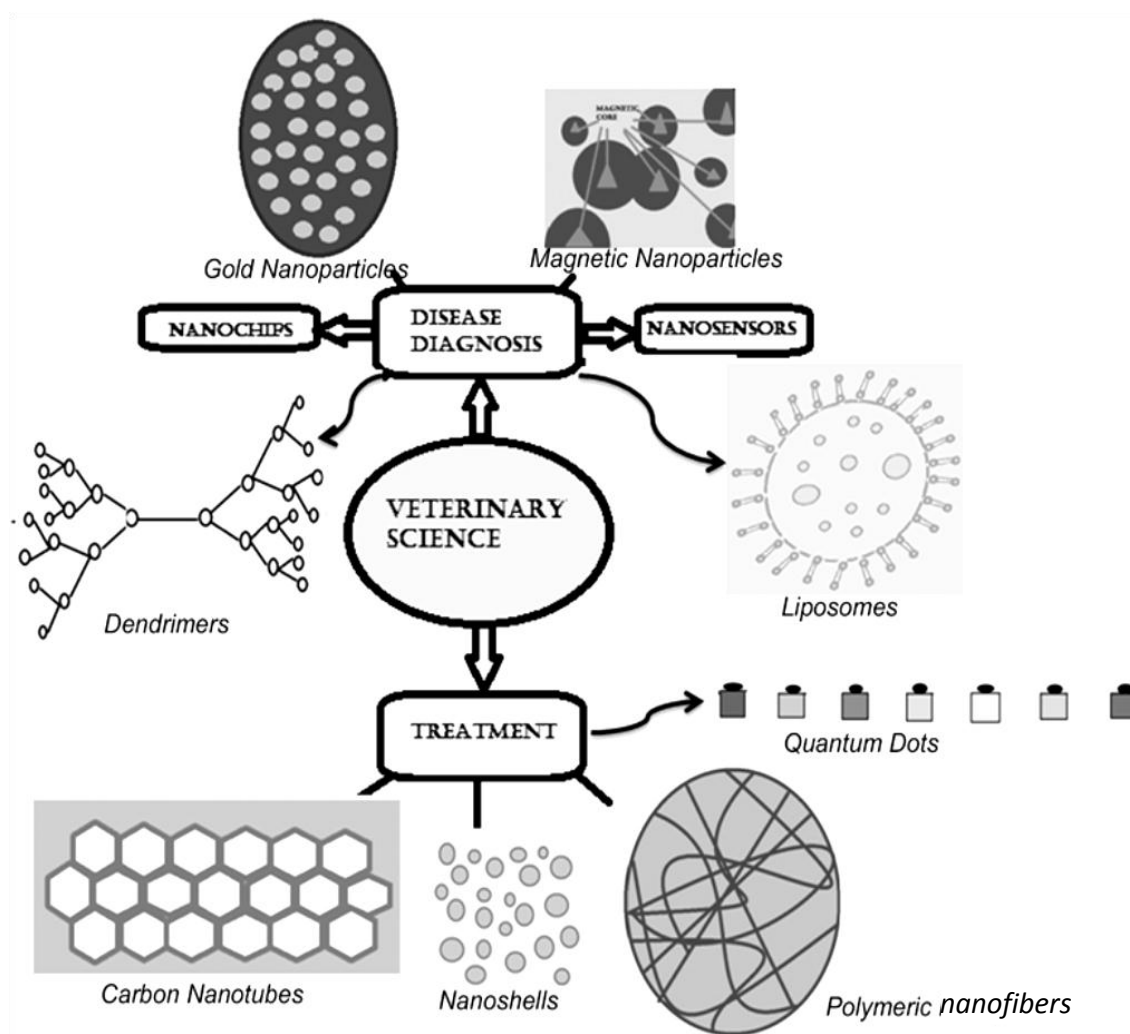 MAGNETIC
CORE
Gold Nanoparticles
Magnetic Nanoparticles
NANOCHIPS
DISEASE
DIAGNOSIS
NANOSENSORS
VETERINARY
SCIENCE
Dendrimers
Liposomes
TREATMENT
Quantum Dots
Carbon Nanotubes
Nanoshells
Polymeric nanofibers